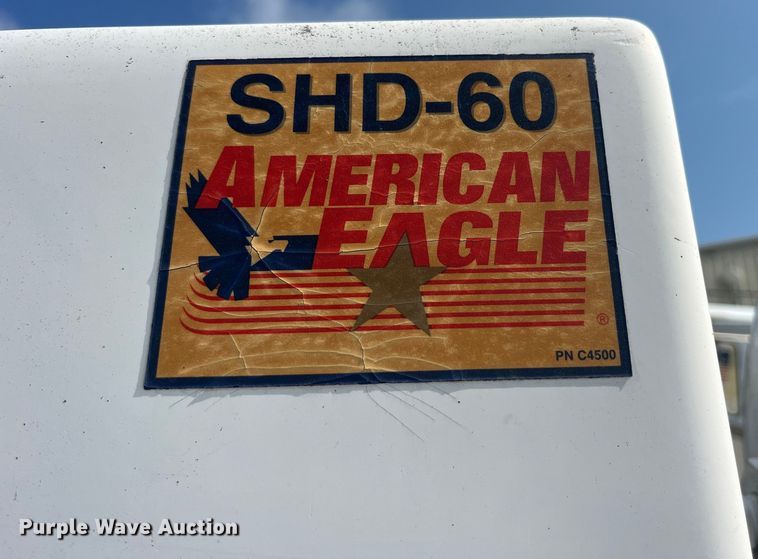 SHD-60
AMERICAN
EAGLE
®
PN C4500
Purple Wave Auction